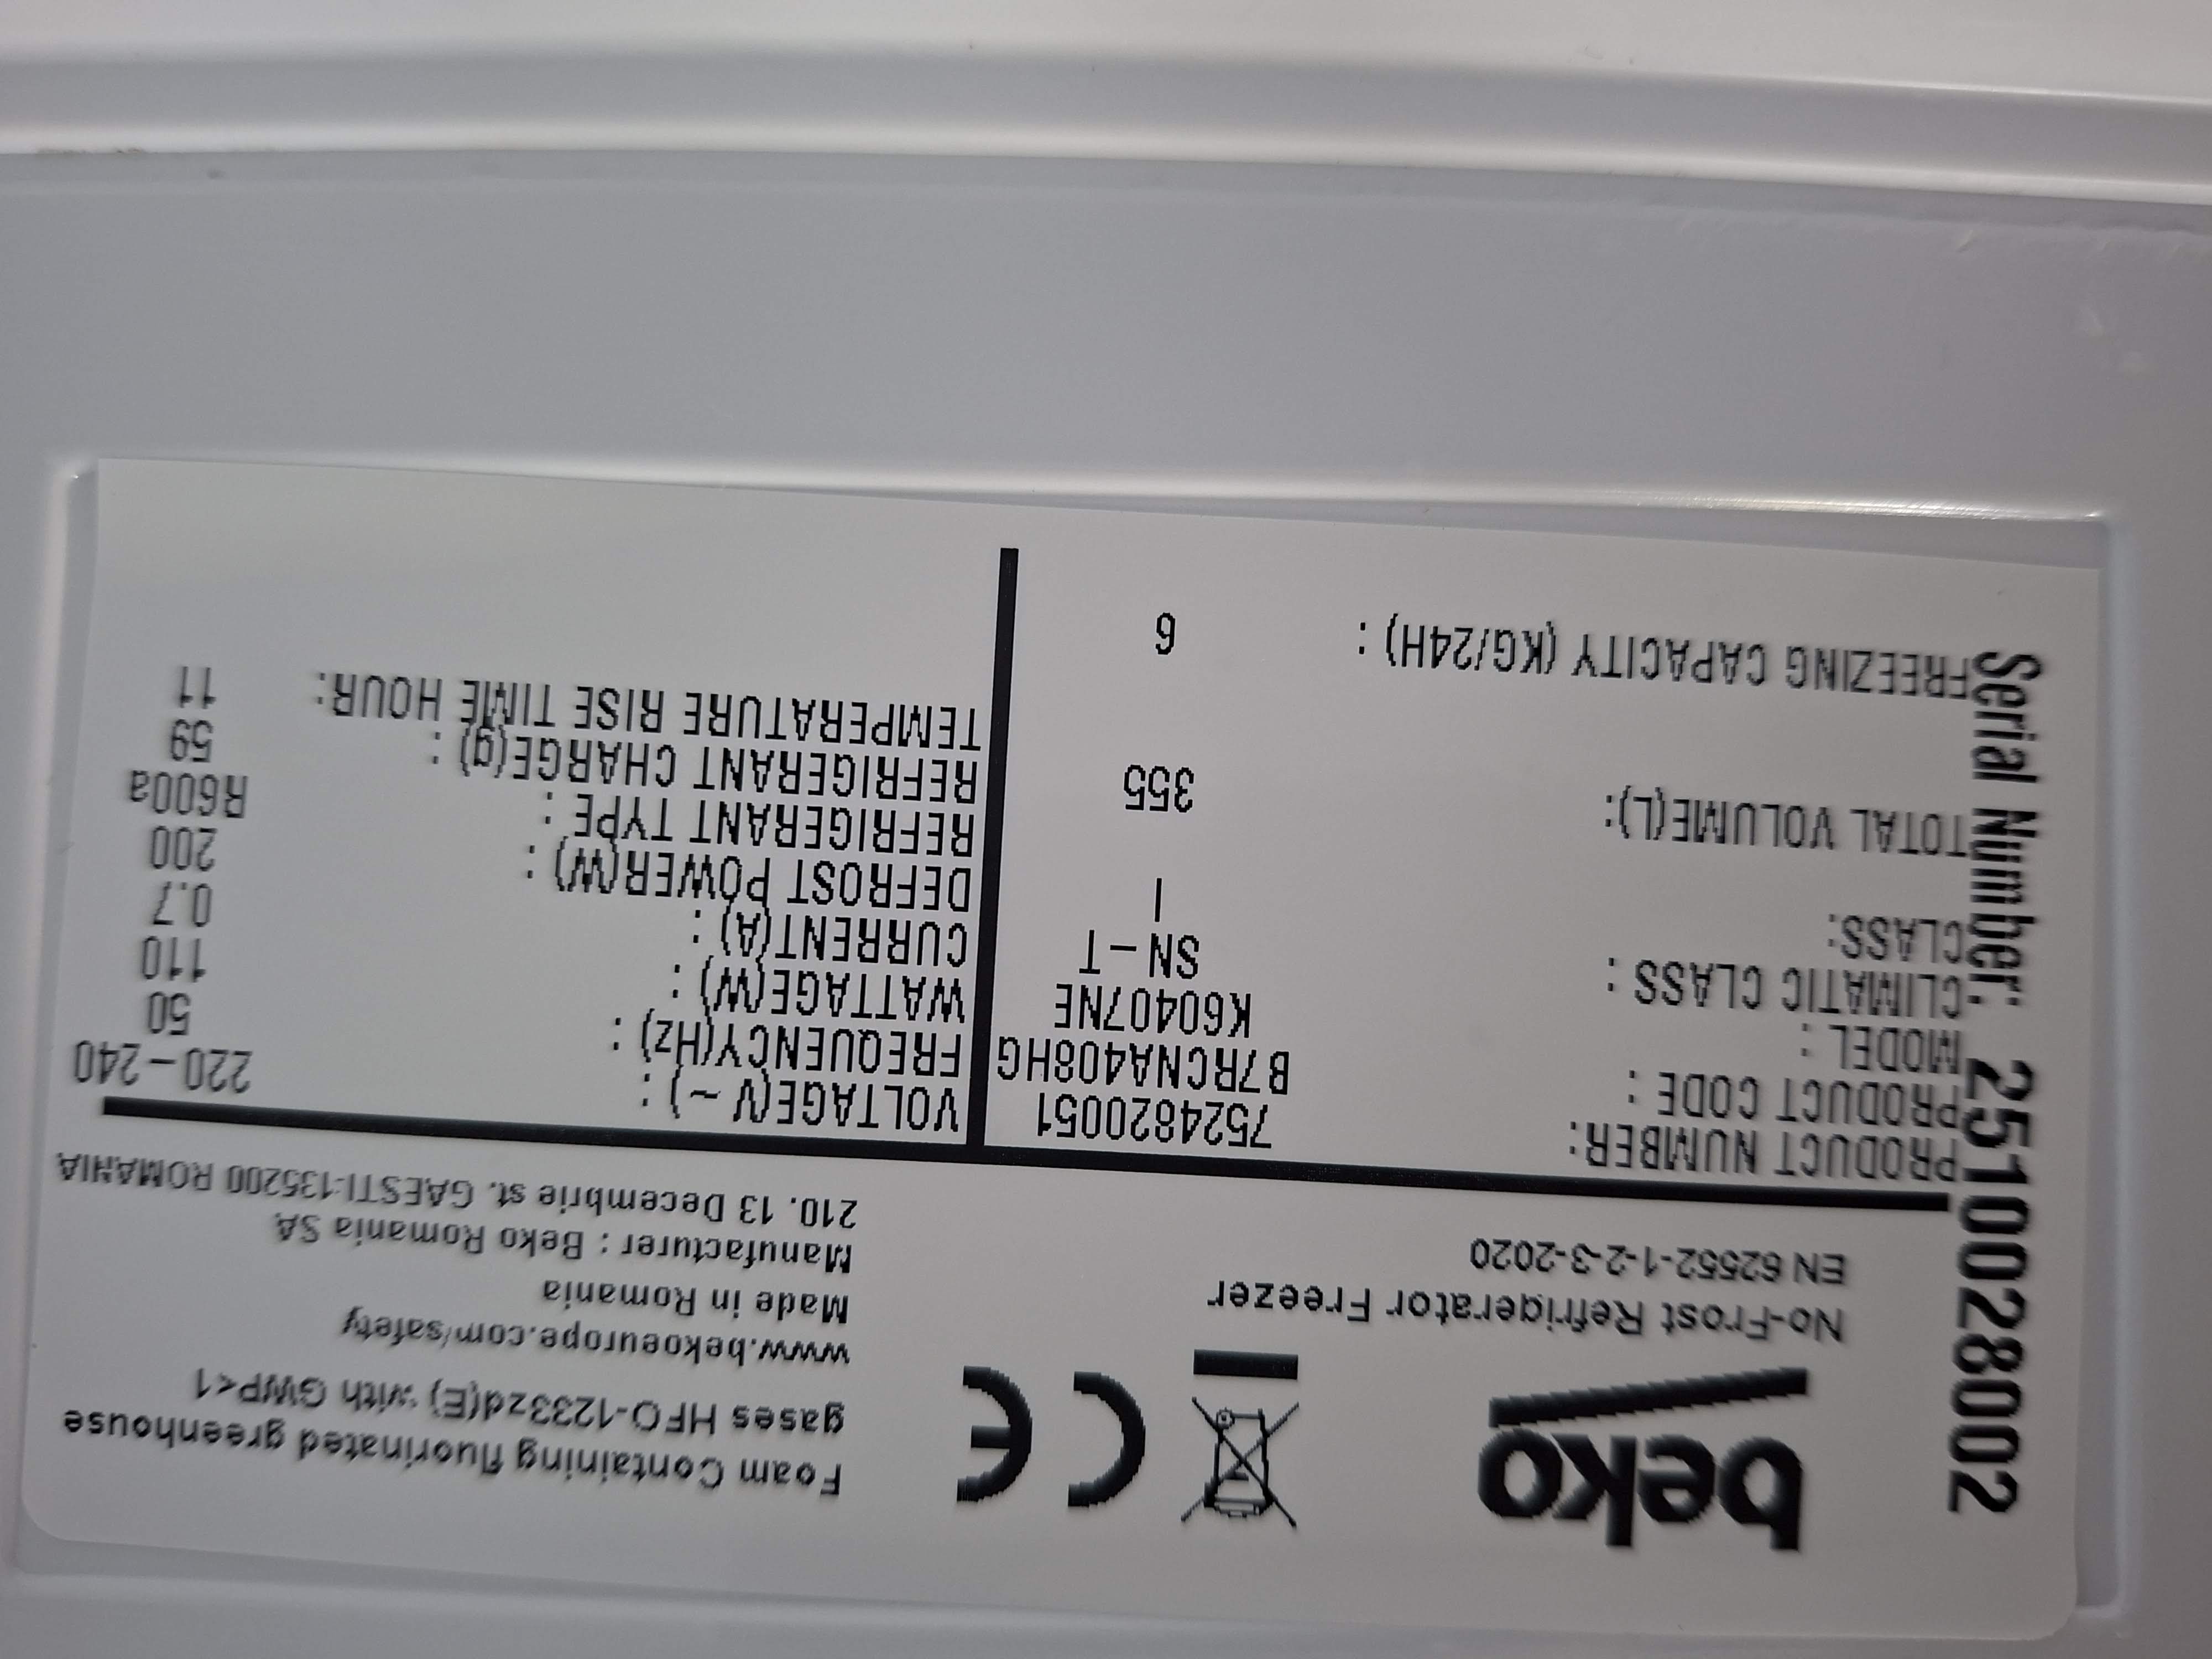 beko
No-Frost Refrigerator Freezer
EN 62552-1-2-3-2020
CE
Foam Containing fluorinated greenhouse
gases HFO-1233zd(E) with GWP<1
www.bekoeurope.com/safety
Made in Romania
Manufacturer : Beko Romania SA
210. 13 Decembrie st. GAESTI-135200 ROMANIA
PRODUCT NUMBER: 7524820051
PRODUCT CODE : B7RCNA408HG
MODEL : K60407NE
CLIMATIC CLASS : SN-T
CLASS: I
TOTAL VOLUME(L): 355
FREEZING CAPACITY (KG/24H) : 6
VOLTAGE(V ~) : 220-240
FREQUENCY(Hz) : 50
WATTAGE(W) : 110
CURRENT(A) : 0.7
DEFROST POWER(W) : 200
REFRIGERANT TYPE : R600a
REFRIGERANT CHARGE(g) : 59
TEMPERATURE RISE TIME HOUR: 11
Serial Number: 2510028002